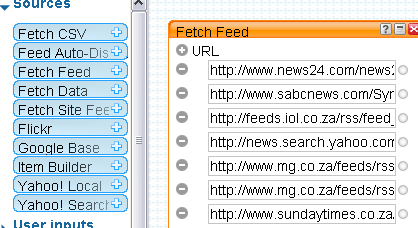 Sources
Fetch CSV
Feed Auto-Dis
Fetch Feed
Fetch Data
Fetch Site Fee
Flickr
Google Base
Item Builder
Yahoo! Local
Yahoo! Search
User inputs
Fetch Feed
URL
http://www.news24.com/news2
http://www.sabcnews.com/Syn
http://feeds.iol.co.za/rss/feed_
http://news.search.yahoo.com
http://www.mg.co.za/feeds/rss
http://www.mg.co.za/feeds/rss
http://www.sundaytimes.co.za.